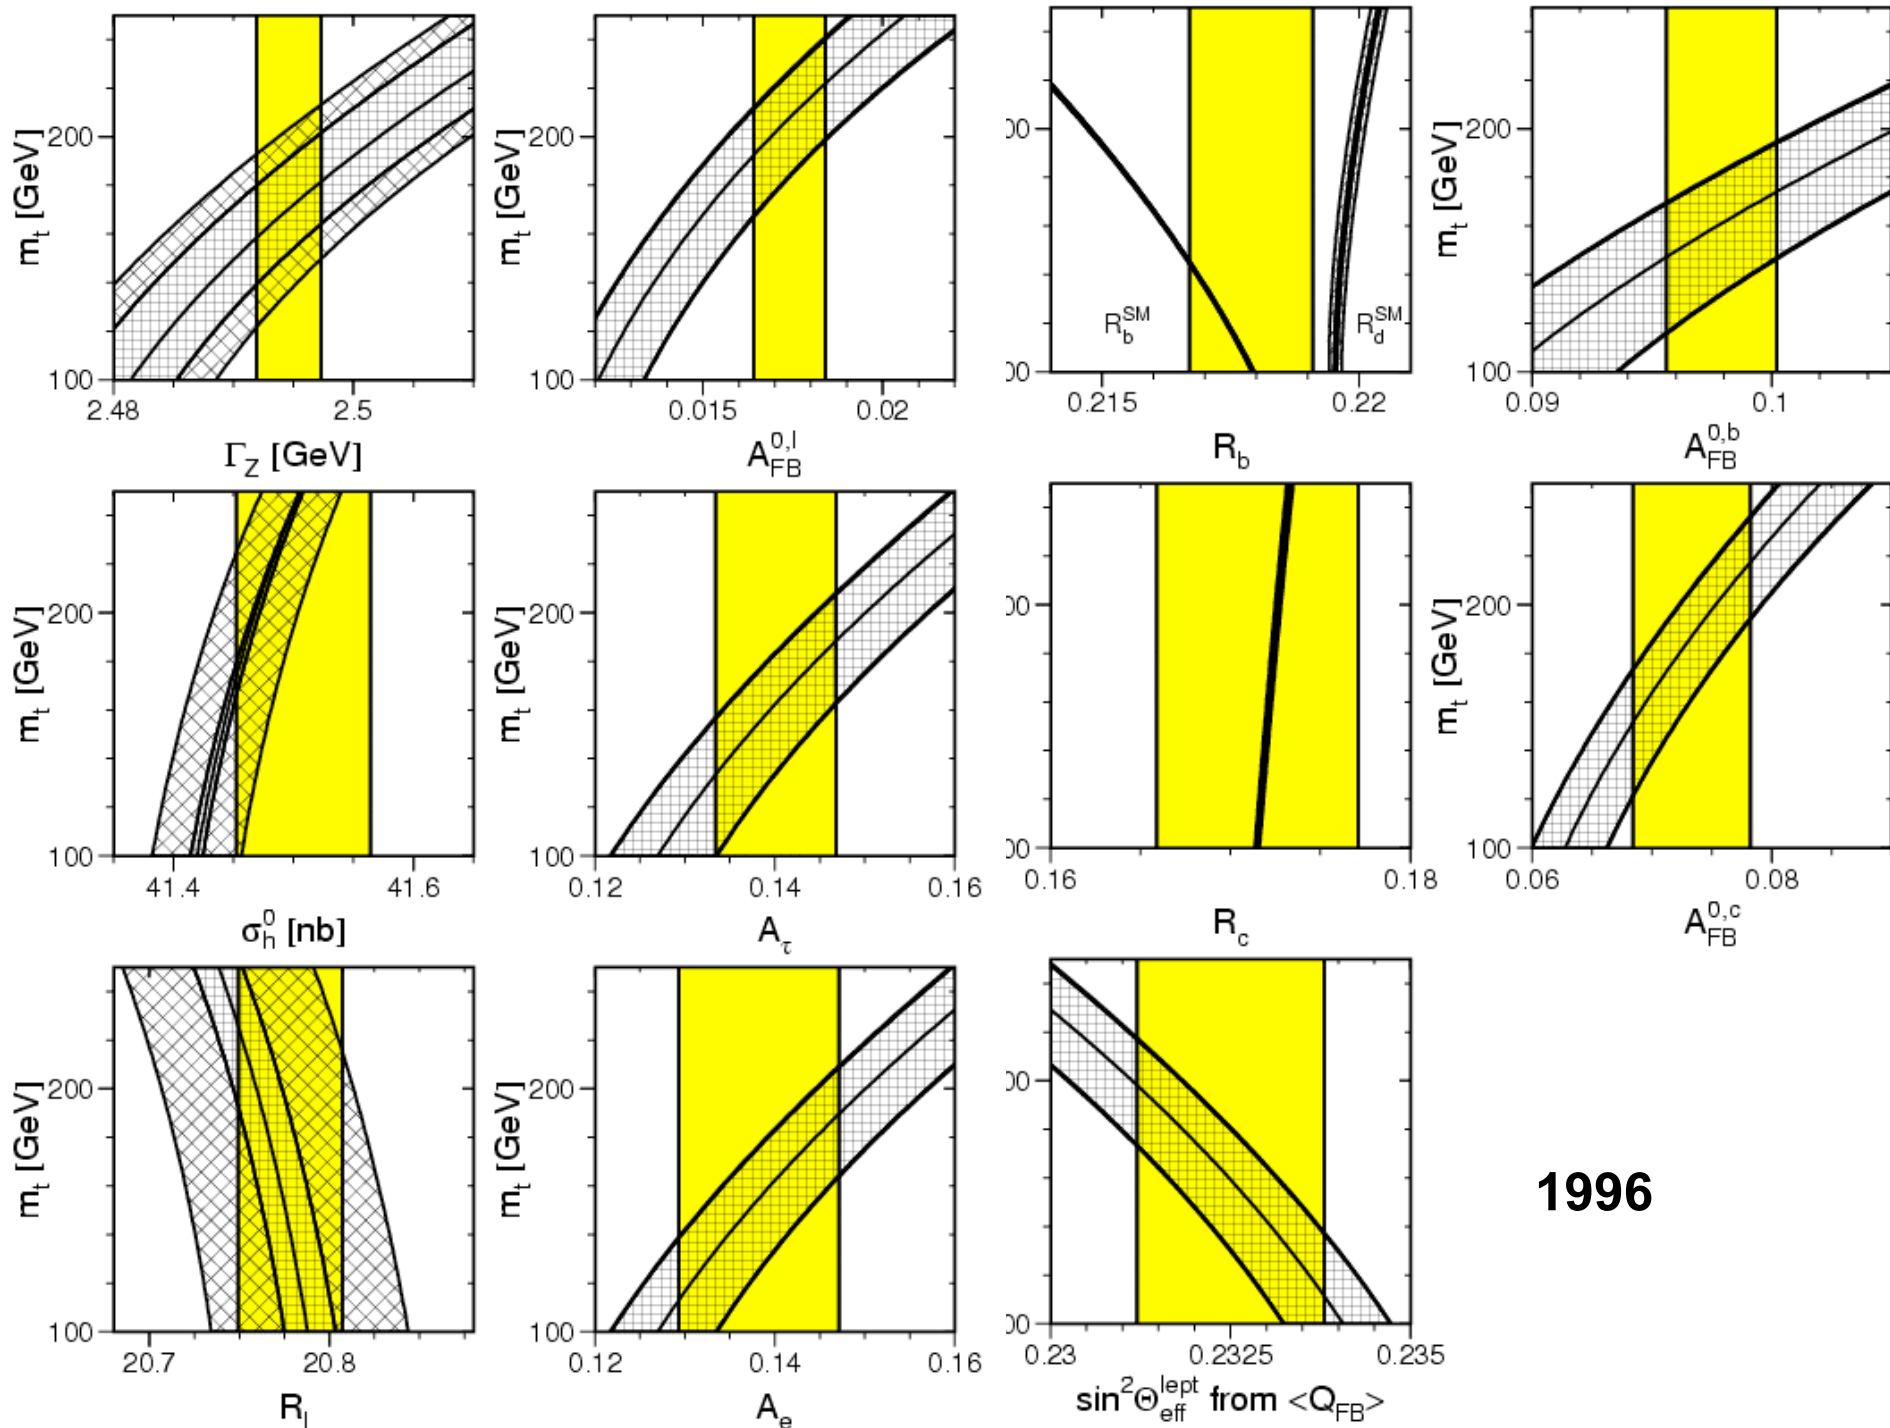 m_t [GeV]
200
100
2.48
2.5
Γ_Z [GeV]
m_t [GeV]
200
100
0.015
0.02
A_FB^0,l
00
00
R_b^SM
R_d^SM
0.215
0.22
R_b
m_t [GeV]
200
100
0.09
0.1
A_FB^0,b
m_t [GeV]
200
100
41.4
41.6
σ_h^0 [nb]
m_t [GeV]
200
100
0.12
0.14
0.16
A_τ
00
00
0.16
0.18
R_c
m_t [GeV]
200
100
0.06
0.08
A_FB^0,c
m_t [GeV]
200
100
20.7
20.8
R_l
m_t [GeV]
200
100
0.12
0.14
0.16
A_e
00
00
0.23
0.2325
0.235
sin²Θ_eff^lept from <Q_FB>
1996